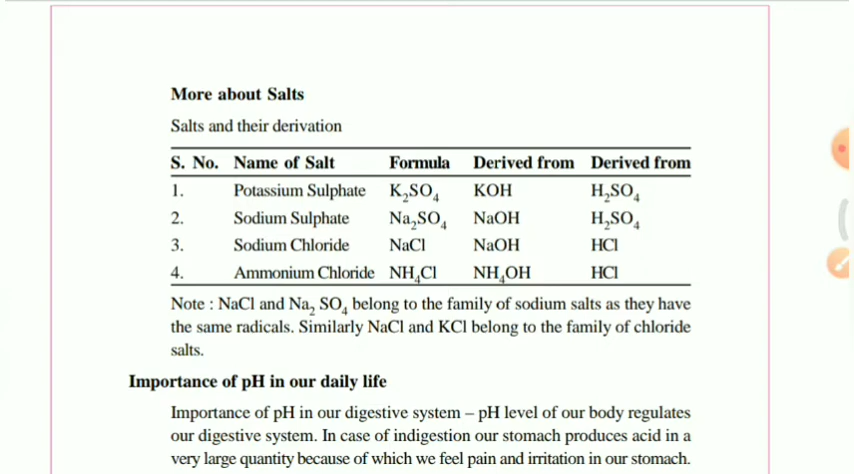 More about Salts
Salts and their derivation
S. No. Name of Salt Formula Derived from Derived from
1. Potassium Sulphate K₂SO₄ KOH H₂SO₄
2. Sodium Sulphate Na₂SO₄ NaOH H₂SO₄
3. Sodium Chloride NaCl NaOH HCl
4. Ammonium Chloride NH₄Cl NH₄OH HCl
Note : NaCl and Na₂ SO₄ belong to the family of sodium salts as they have
the same radicals. Similarly NaCl and KCl belong to the family of chloride
salts.
Importance of pH in our daily life
Importance of pH in our digestive system – pH level of our body regulates
our digestive system. In case of indigestion our stomach produces acid in a
very large quantity because of which we feel pain and irritation in our stomach.